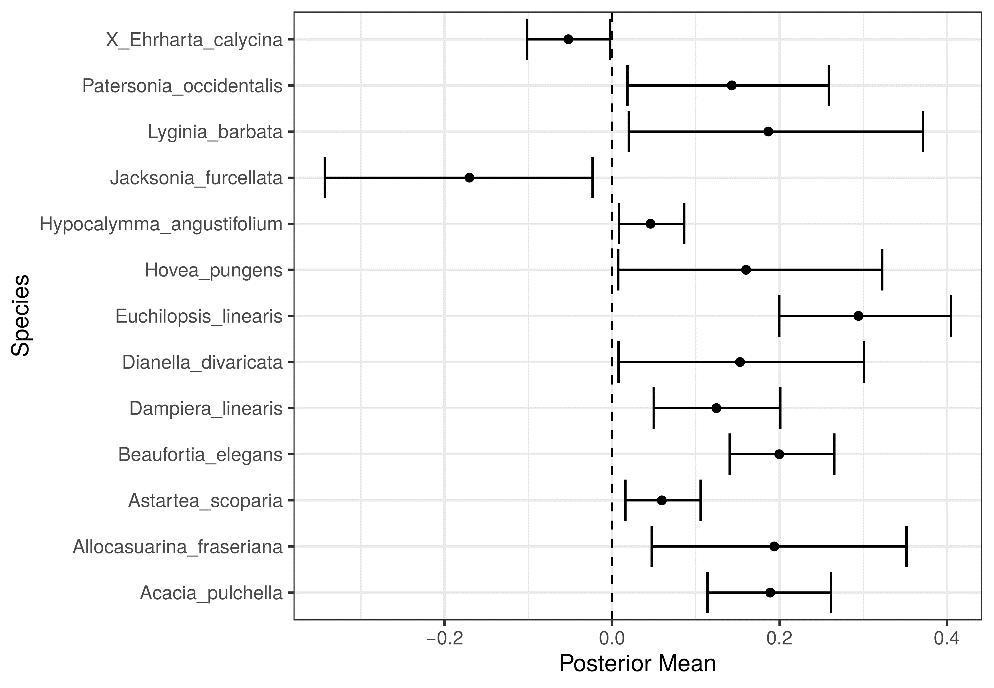 X_Ehrharta_calycina
Patersonia_occidentalis
Lyginia_barbata
Jacksonia_furcellata
Hypocalymma_angustifolium
Hovea_pungens
Euchilopsis_linearis
Dianella_divaricata
Dampiera_linearis
Beaufortia_elegans
Astartea_scoparia
Allocasuarina_fraseriana
Acacia_pulchella
Species
−0.2 0.0 0.2 0.4
Posterior Mean